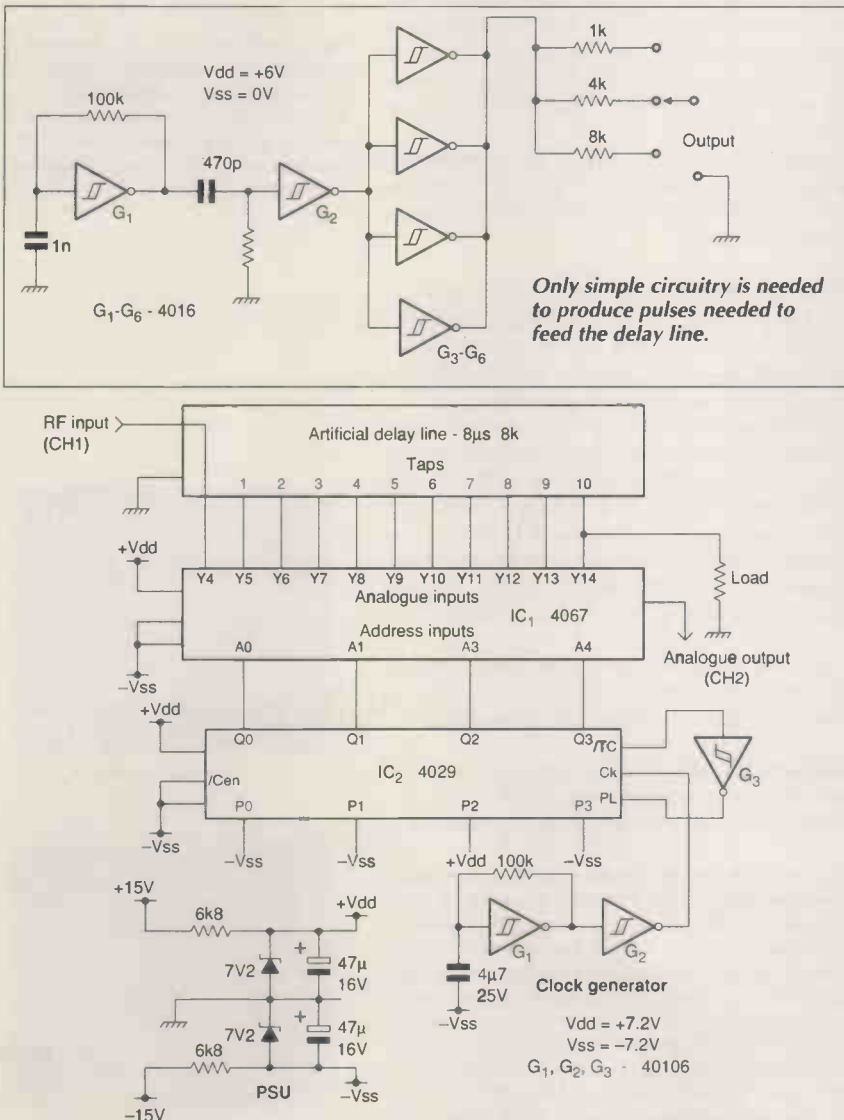 Vdd = +6V
Vss = 0V
100k
470p
G1
G2
1n
G1-G6 - 4016
G3-G6
1k
4k
8k
Output
Only simple circuitry is needed
to produce pulses needed to
feed the delay line.
RF input
(CH1)
Artificial delay line - 8µs 8k
Taps
1 2 3 4 5 6 7 8 9 10
+Vdd
Y4 Y5 Y6 Y7 Y8 Y9 Y10 Y11 Y12 Y13 Y14
Analogue inputs
IC1 4067
Address inputs
A0 A1 A3 A4
Load
Analogue output
(CH2)
-Vss
+Vdd
Q0 Q1 Q2 Q3 /TC
/Cen
IC2 4029
Ck
PL
P0 P1 P2 P3
G3
-Vss
-Vss -Vss +Vdd -Vss
100k
G1
G2
4µ7
25V
-Vss
Clock generator
Vdd = +7.2V
Vss = -7.2V
G1, G2, G3 - 40106
+15V
6k8
+Vdd
7V2
47µ
16V
7V2
47µ
16V
6k8
PSU
-Vss
-15V